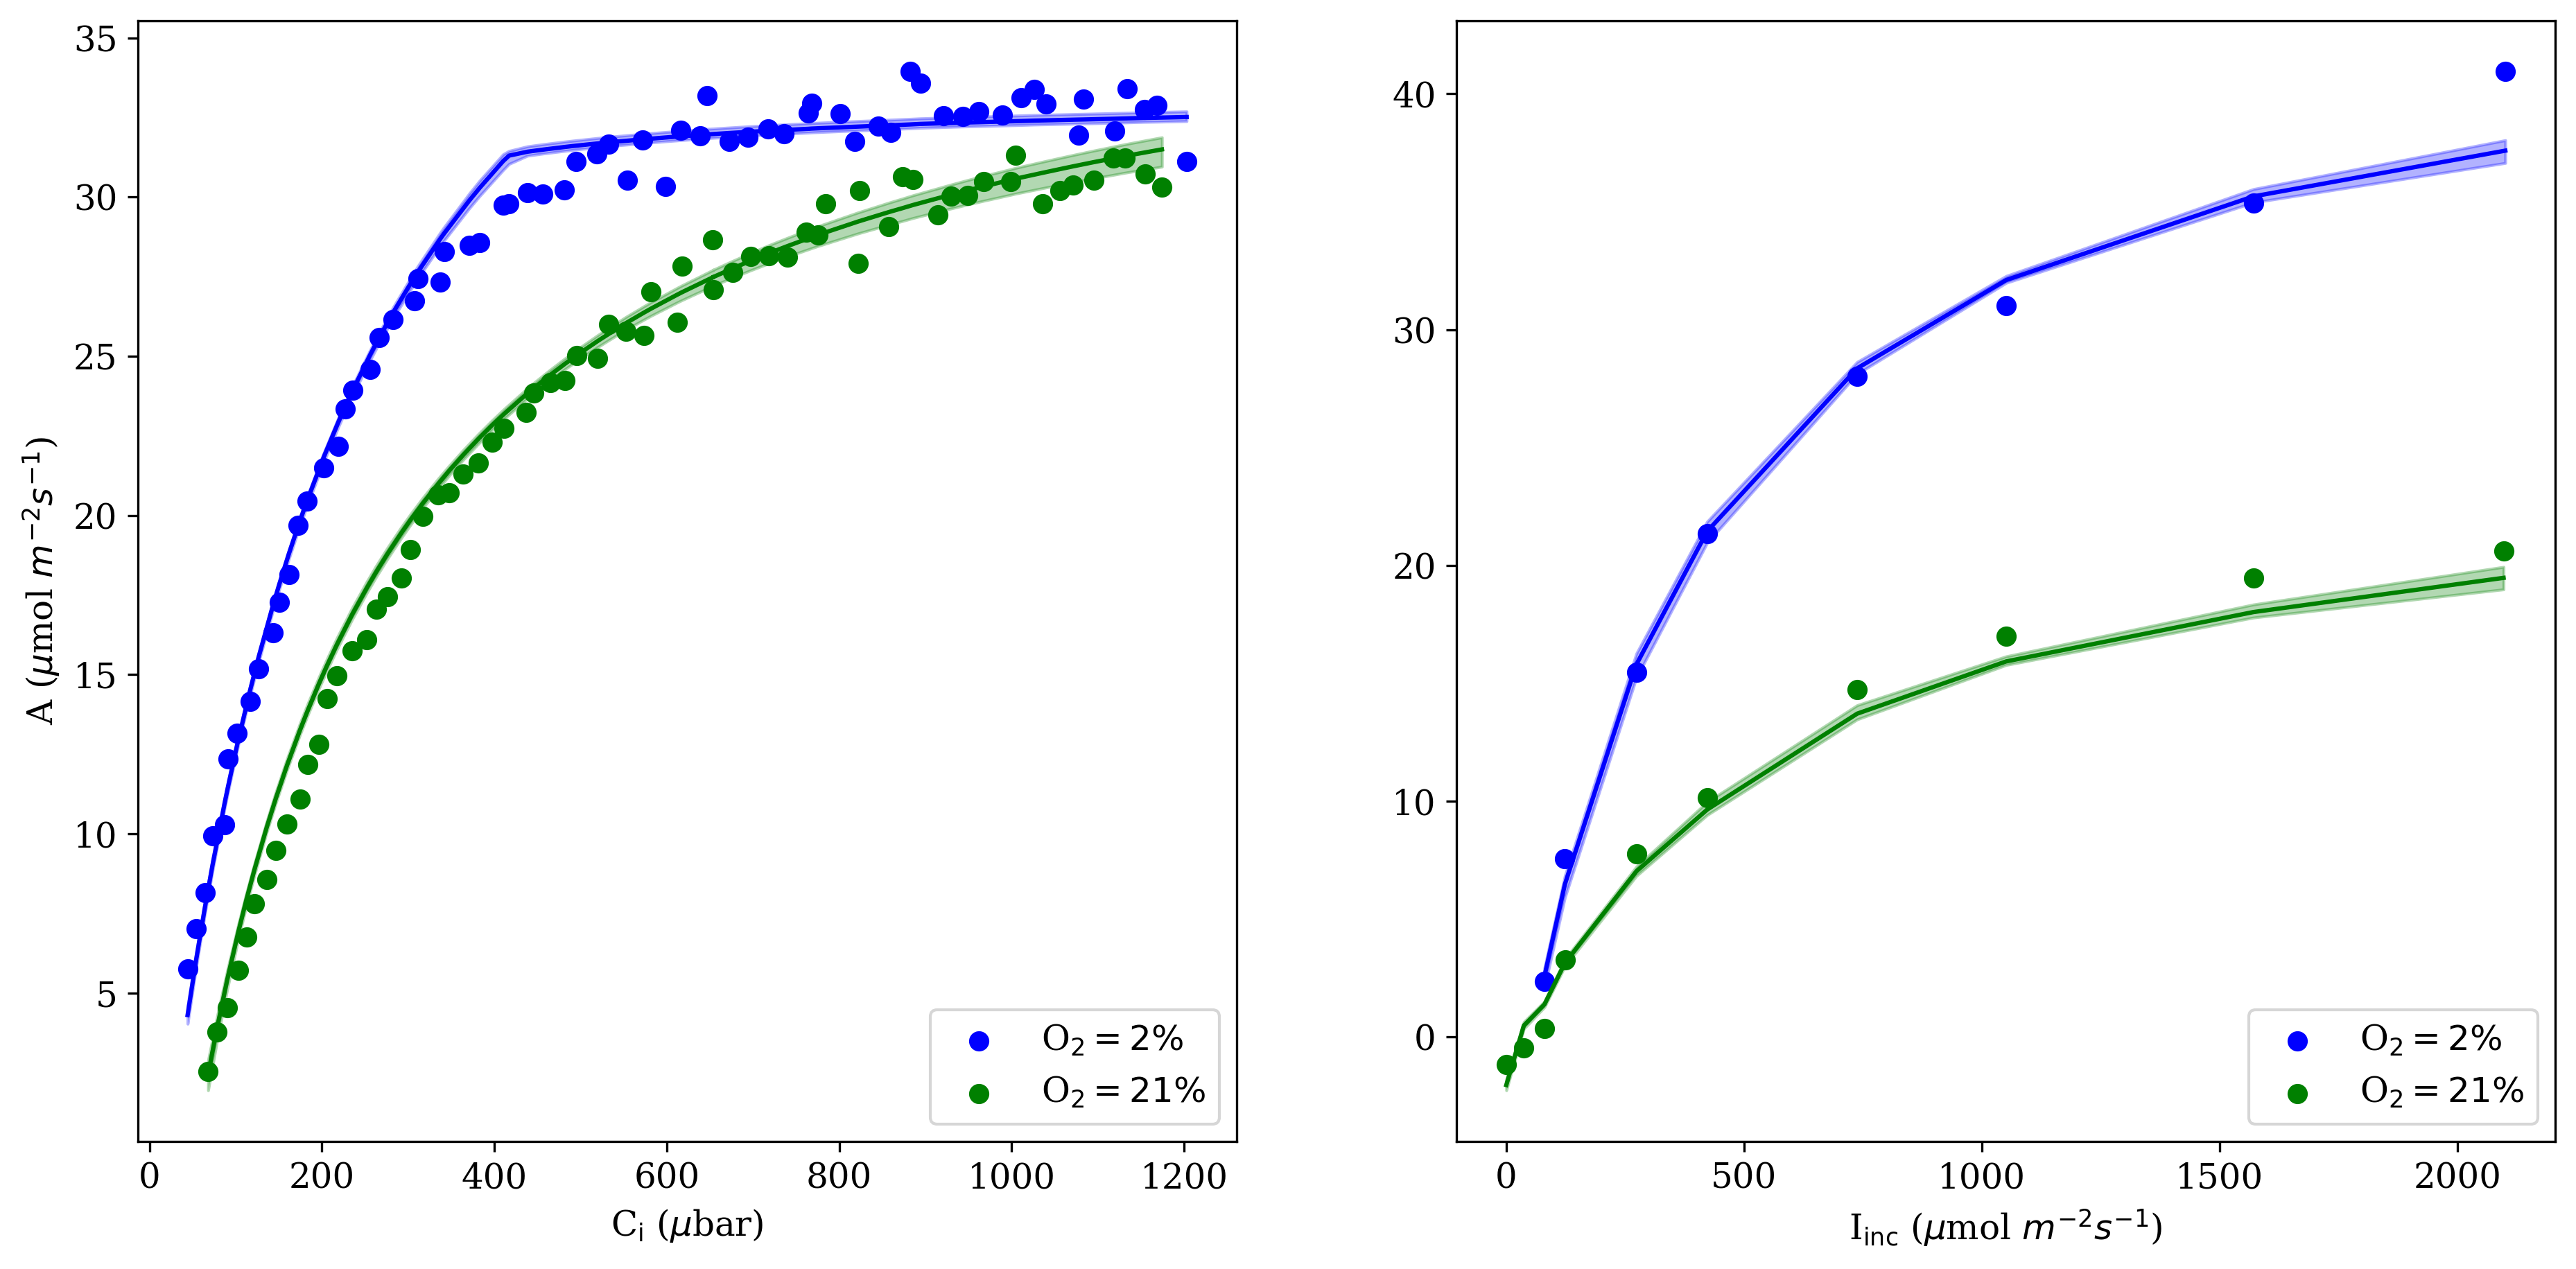 35
30
25
20
15
10
5
A (μmol m⁻²s⁻¹)
0 200 400 600 800 1000 1200
Cᵢ (μbar)
O₂ = 2%
O₂ = 21%
40
30
20
10
0
0 500 1000 1500 2000
I_inc (μmol m⁻²s⁻¹)
O₂ = 2%
O₂ = 21%